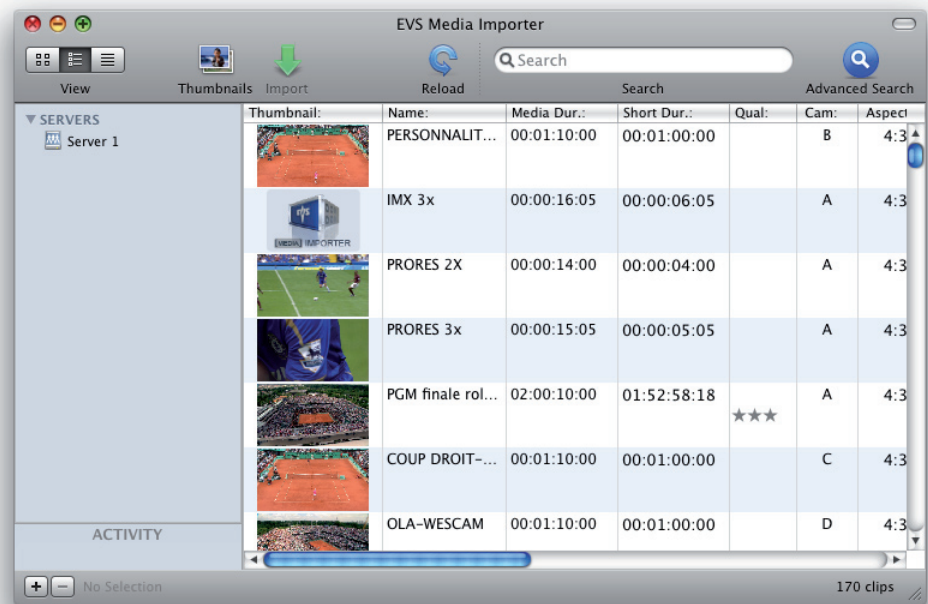 EVS Media Importer
Search
View Thumbnails Import Reload Search Advanced Search
SERVERS
Server 1
Thumbnail: Name: Media Dur.: Short Dur.: Qual: Cam: Aspect
PERSONNALIT... 00:01:10:00 00:01:00:00 B 4:3
IMX 3x 00:00:16:05 00:00:06:05 A 4:3
EVS
[MEDIA] IMPORTER
PRORES 2X 00:00:14:00 00:00:04:00 A 4:3
PRORES 3x 00:00:15:05 00:00:05:05 A 4:3
PGM finale rol... 02:00:10:00 01:52:58:18 ★★★ A 4:3
COUP DROIT-... 00:01:10:00 00:01:00:00 C 4:3
OLA-WESCAM 00:01:10:00 00:01:00:00 D 4:3
ACTIVITY
No Selection
170 clips